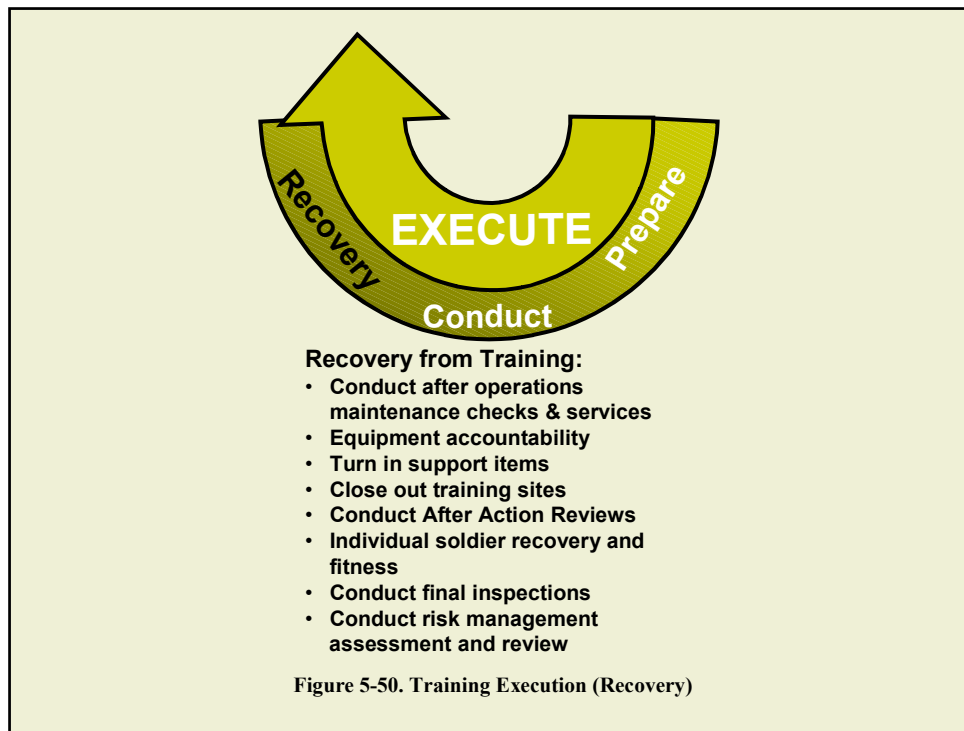 Recovery
EXECUTE
Prepare
Conduct
Recovery from Training:
• Conduct after operations
maintenance checks & services
• Equipment accountability
• Turn in support items
• Close out training sites
• Conduct After Action Reviews
• Individual soldier recovery and
fitness
• Conduct final inspections
• Conduct risk management
assessment and review
Figure 5-50. Training Execution (Recovery)